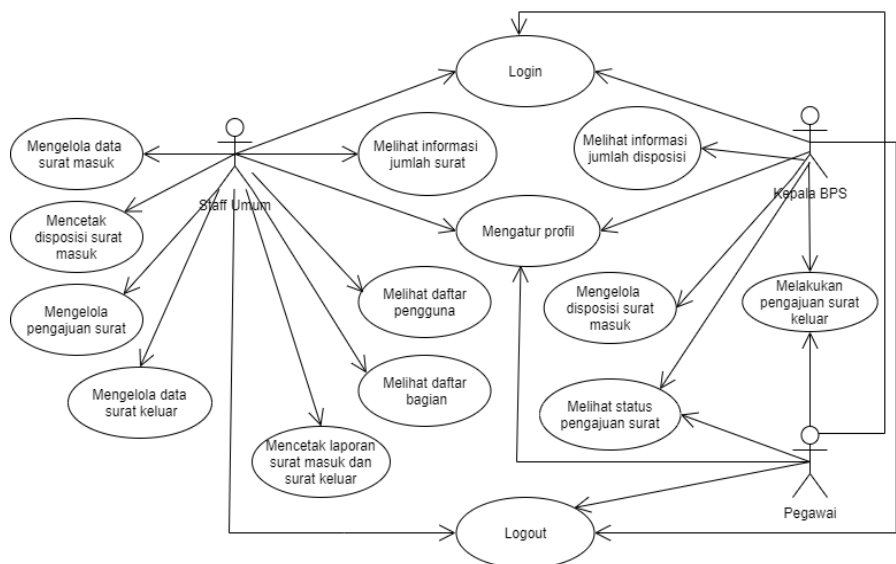 Login
Mengelola data
surat masuk
Melihat informasi
jumlah surat
Melihat informasi
jumlah disposisi
Staff Umum
Kepala BPS
Mencetak
disposisi surat
masuk
Mengatur profil
Mengelola
pengajuan surat
Melihat daftar
pengguna
Mengelola
disposisi surat
masuk
Melakukan
pengajuan surat
keluar
Mengelola data
surat keluar
Melihat daftar
bagian
Melihat status
pengajuan surat
Mencetak laporan
surat masuk dan
surat keluar
Pegawai
Logout